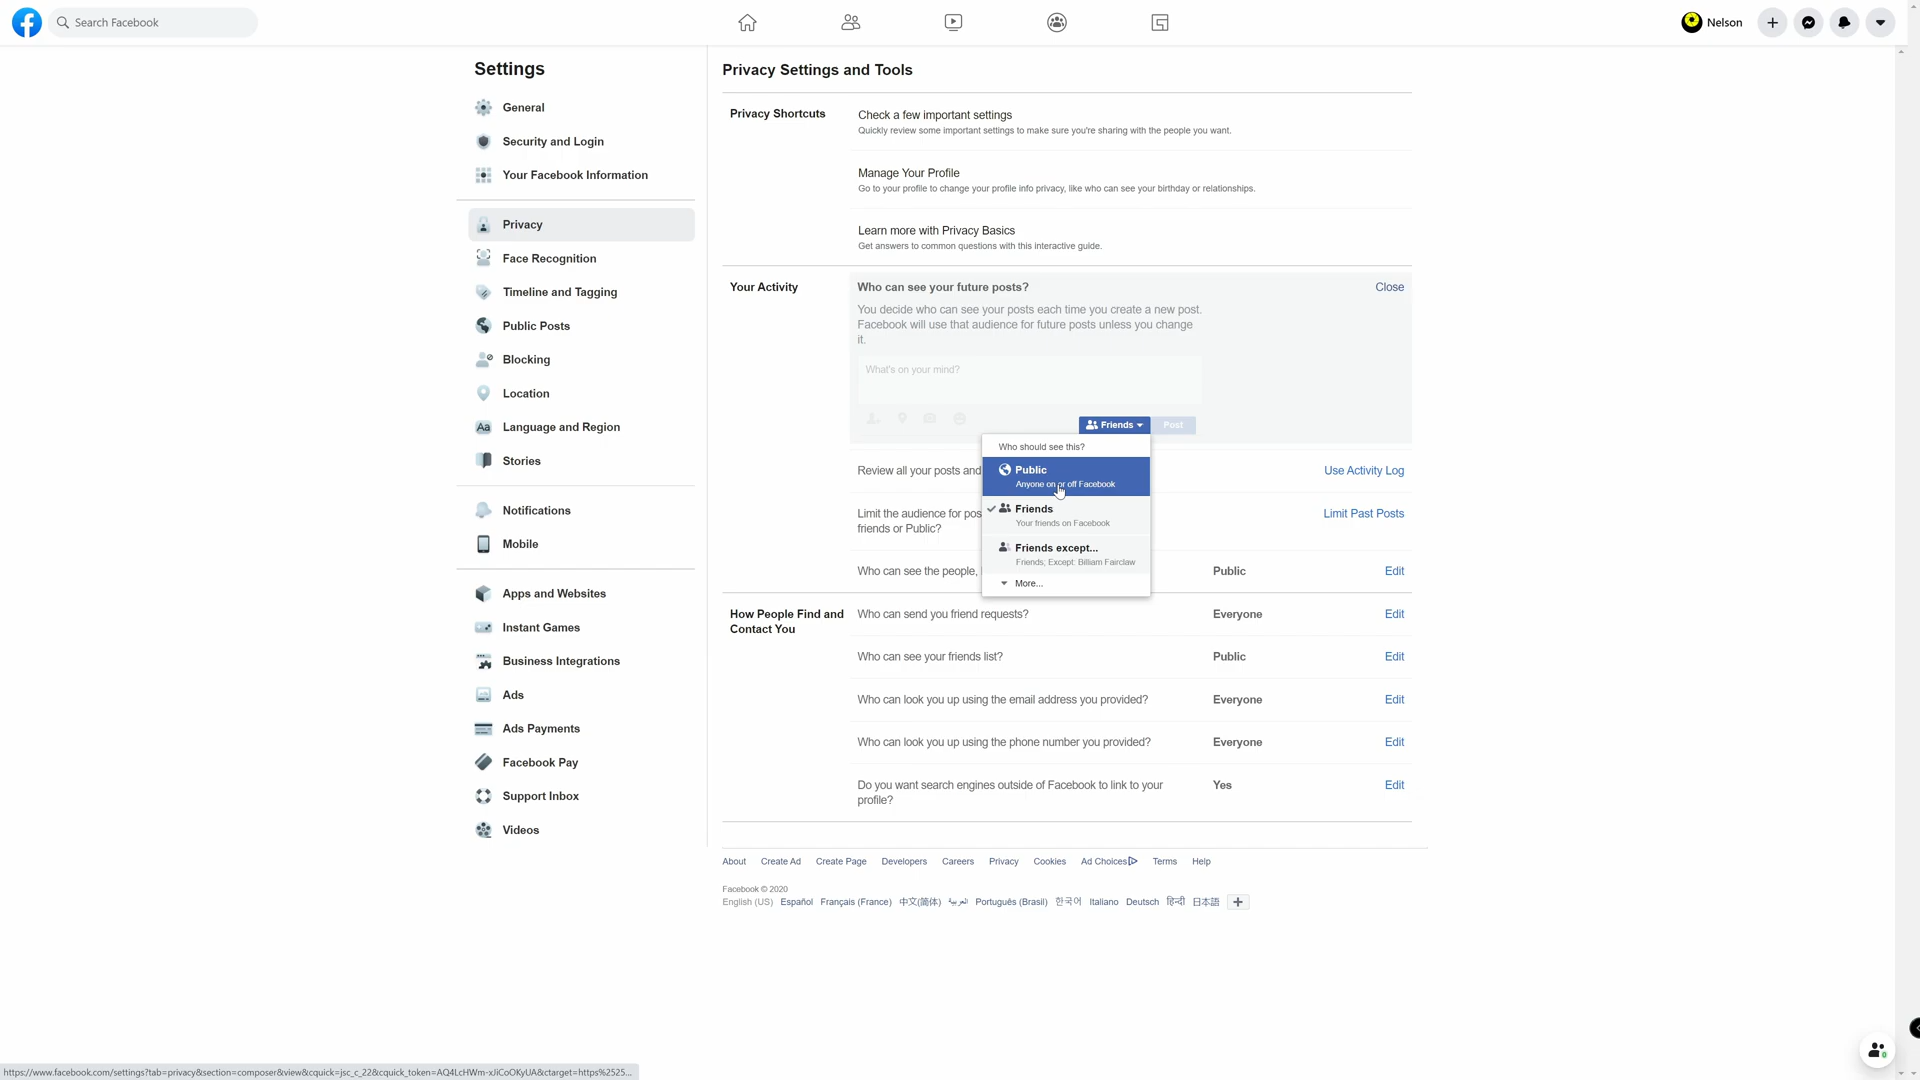 Search Facebook
Nelson
Settings
General
Security and Login
Your Facebook Information
Privacy
Face Recognition
Timeline and Tagging
Public Posts
Blocking
Location
Aa Language and Region
Stories
Notifications
Mobile
Apps and Websites
Instant Games
Business Integrations
Ads
Ads Payments
Facebook Pay
Support Inbox
Videos
Privacy Settings and Tools
Privacy Shortcuts
Check a few important settings
Quickly review some important settings to make sure you're sharing with the people you want.
Manage Your Profile
Go to your profile to change your profile info privacy, like who can see your birthday or relationships.
Learn more with Privacy Basics
Get answers to common questions with this interactive guide.
Your Activity
Who can see your future posts?
Close
You decide who can see your posts each time you create a new post.
Facebook will use that audience for future posts unless you change
it.
What's on your mind?
Friends
Post
Who should see this?
Public
Anyone on or off Facebook
Friends
Your friends on Facebook
Friends except...
Friends; Except: Billiam Fairclaw
More...
Review all your posts and
Use Activity Log
Limit the audience for pos
friends or Public?
Limit Past Posts
Who can see the people,
Public
Edit
How People Find and
Contact You
Who can send you friend requests?
Everyone
Edit
Who can see your friends list?
Public
Edit
Who can look you up using the email address you provided?
Everyone
Edit
Who can look you up using the phone number you provided?
Everyone
Edit
Do you want search engines outside of Facebook to link to your
profile?
Yes
Edit
About Create Ad Create Page Developers Careers Privacy Cookies Ad Choices Terms Help
Facebook © 2020
English (US) Español Français (France) 中文(简体) العربية Português (Brasil) 한국어 Italiano Deutsch हिन्दी 日本語
0